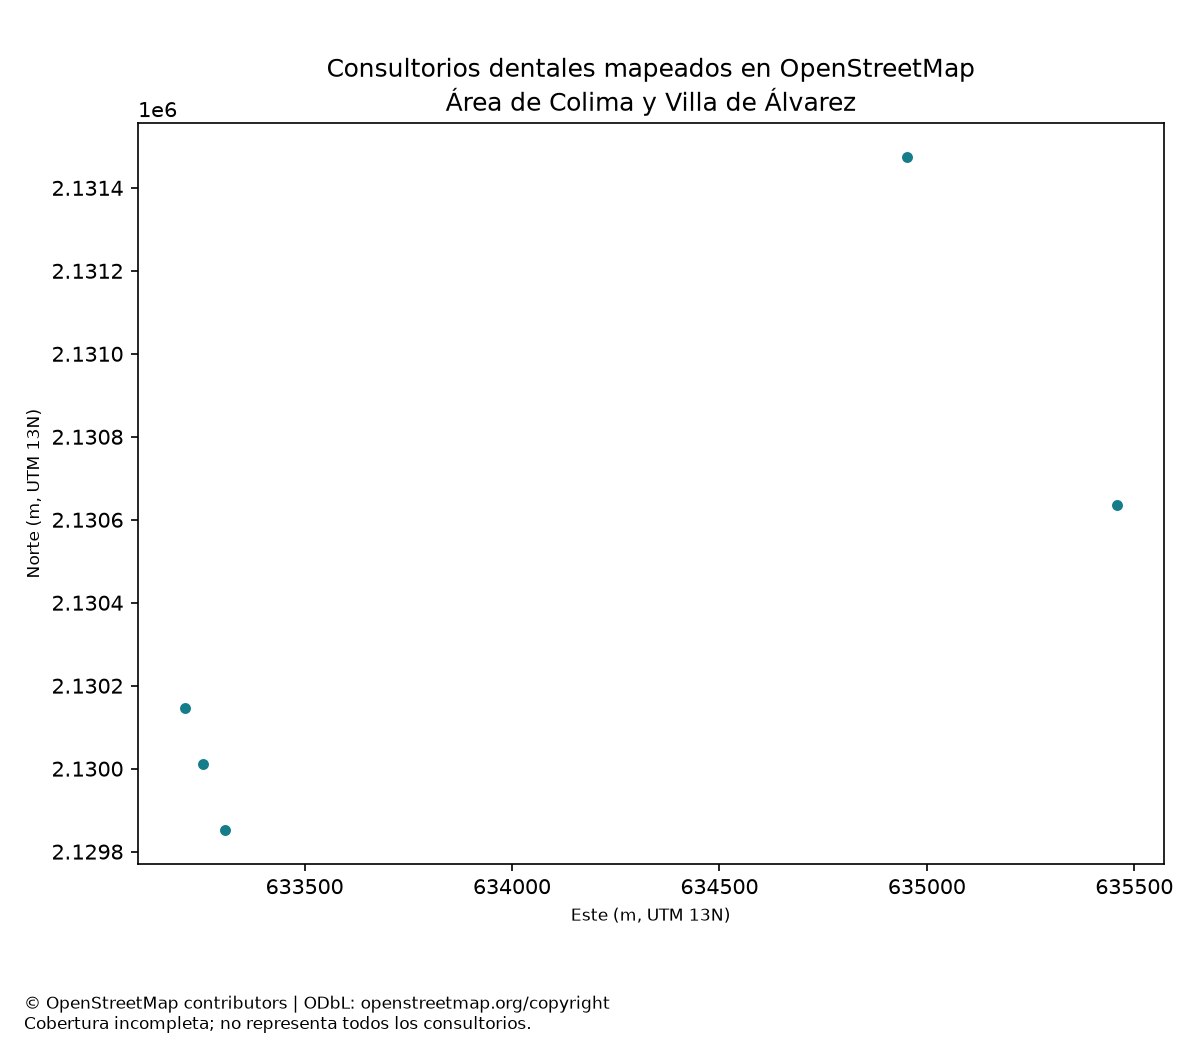 Consultorios dentales mapeados en OpenStreetMap
Área de Colima y Villa de Álvarez
1e6
2.1314
2.1312
2.1310
2.1308
2.1306
2.1304
2.1302
2.1300
2.1298
Norte (m, UTM 13N)
633500 634000 634500 635000 635500
Este (m, UTM 13N)
© OpenStreetMap contributors | ODbL: openstreetmap.org/copyright
Cobertura incompleta; no representa todos los consultorios.